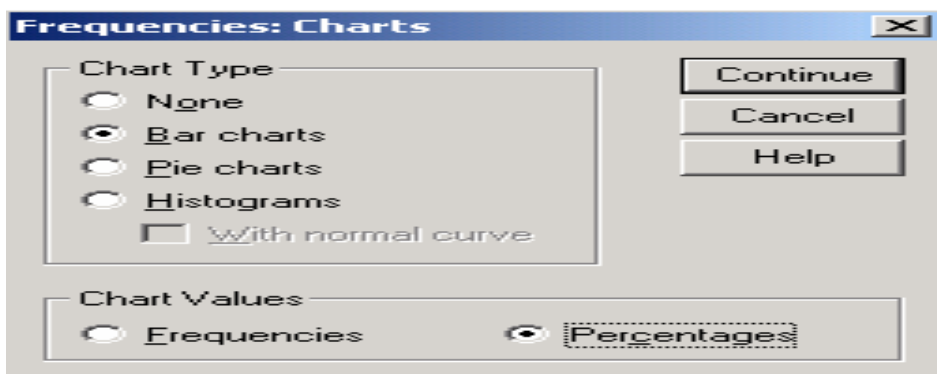 Frequencies: Charts
Chart Type
None
Bar charts
Pie charts
Histograms
With normal curve
Continue
Cancel
Help
Chart Values
Frequencies
Percentages